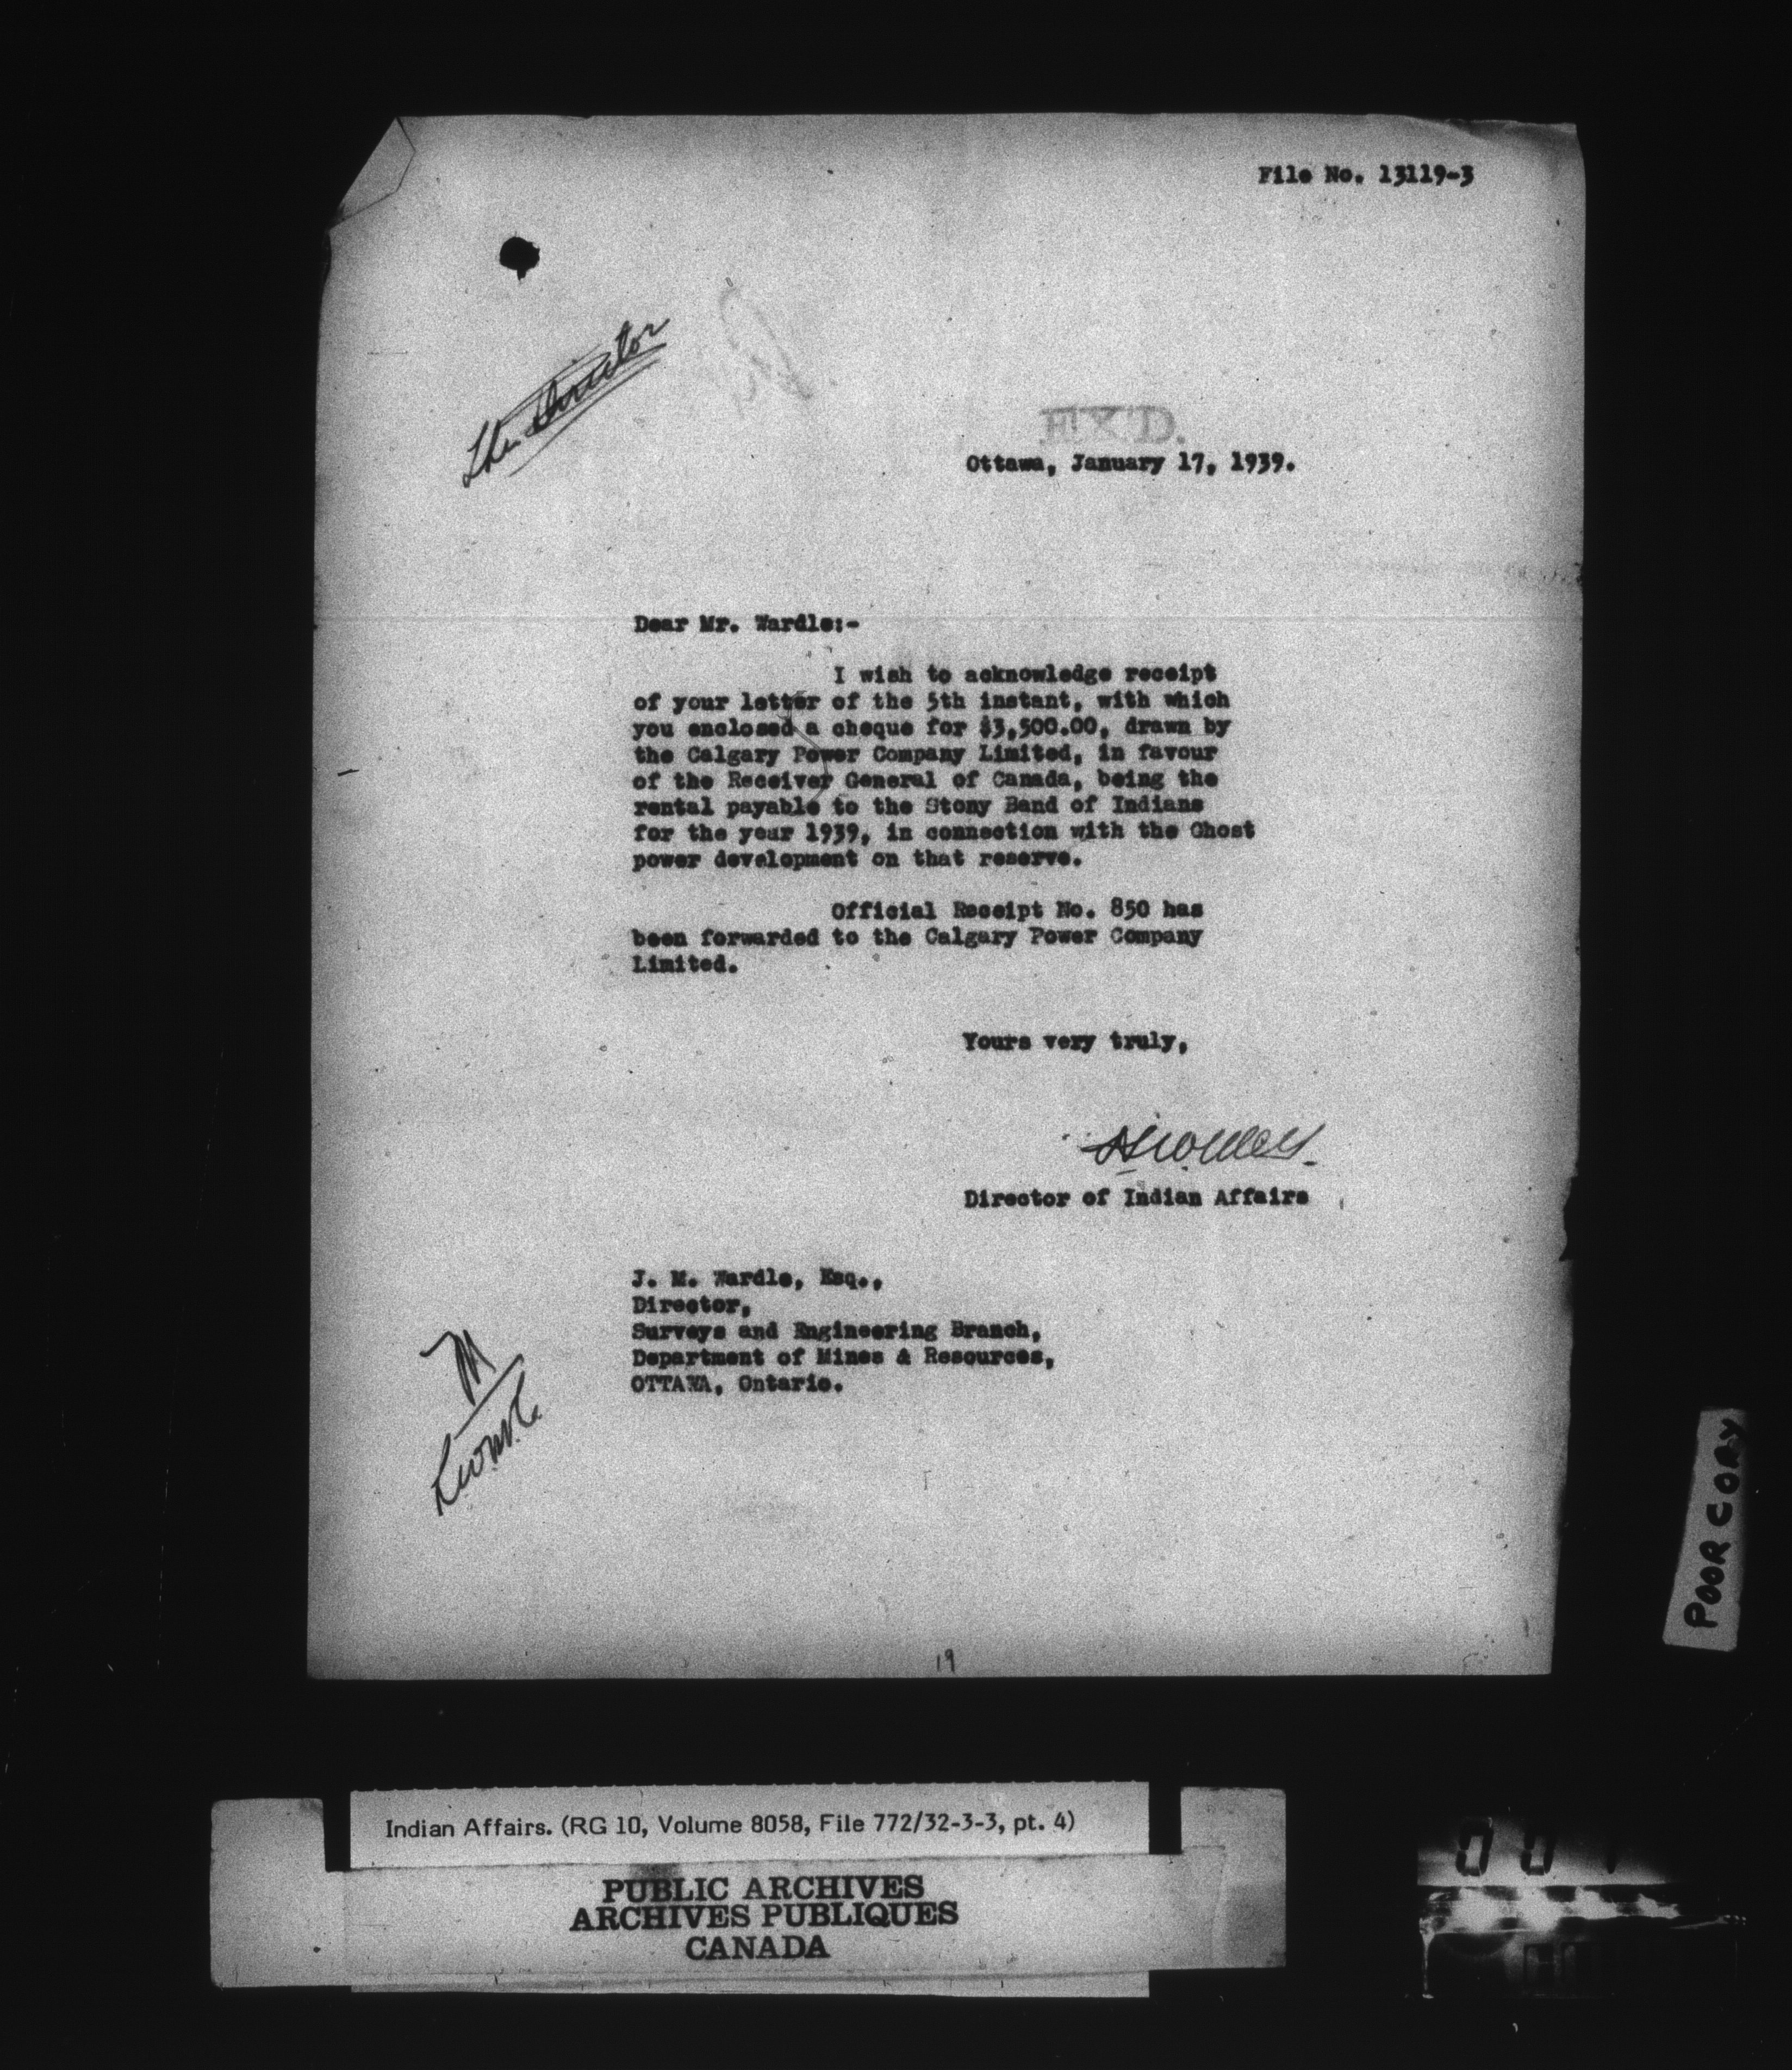 File No. 13119-3
The Director
EX'D.
Ottawa, January 17, 1939.
Dear Mr. Wardle:-
I wish to acknowledge receipt
of your letter of the 5th instant, with which
you enclosed a cheque for $3,500.00, drawn by
the Calgary Power Company Limited, in favour
of the Receiver General of Canada, being the
rental payable to the Stony Band of Indians
for the year 1939, in connection with the Ghost
power development on that reserve.
Official Receipt No. 850 has
been forwarded to the Calgary Power Company
Limited.
Yours very truly,
Director of Indian Affairs
J. M. Wardle, Esq.,
Director,
Surveys and Engineering Branch,
Department of Mines & Resources,
OTTAWA, Ontario.
M
19
POOR COPY
Indian Affairs. (RG 10, Volume 8058, File 772/32-3-3, pt. 4)
PUBLIC ARCHIVES
ARCHIVES PUBLIQUES
CANADA